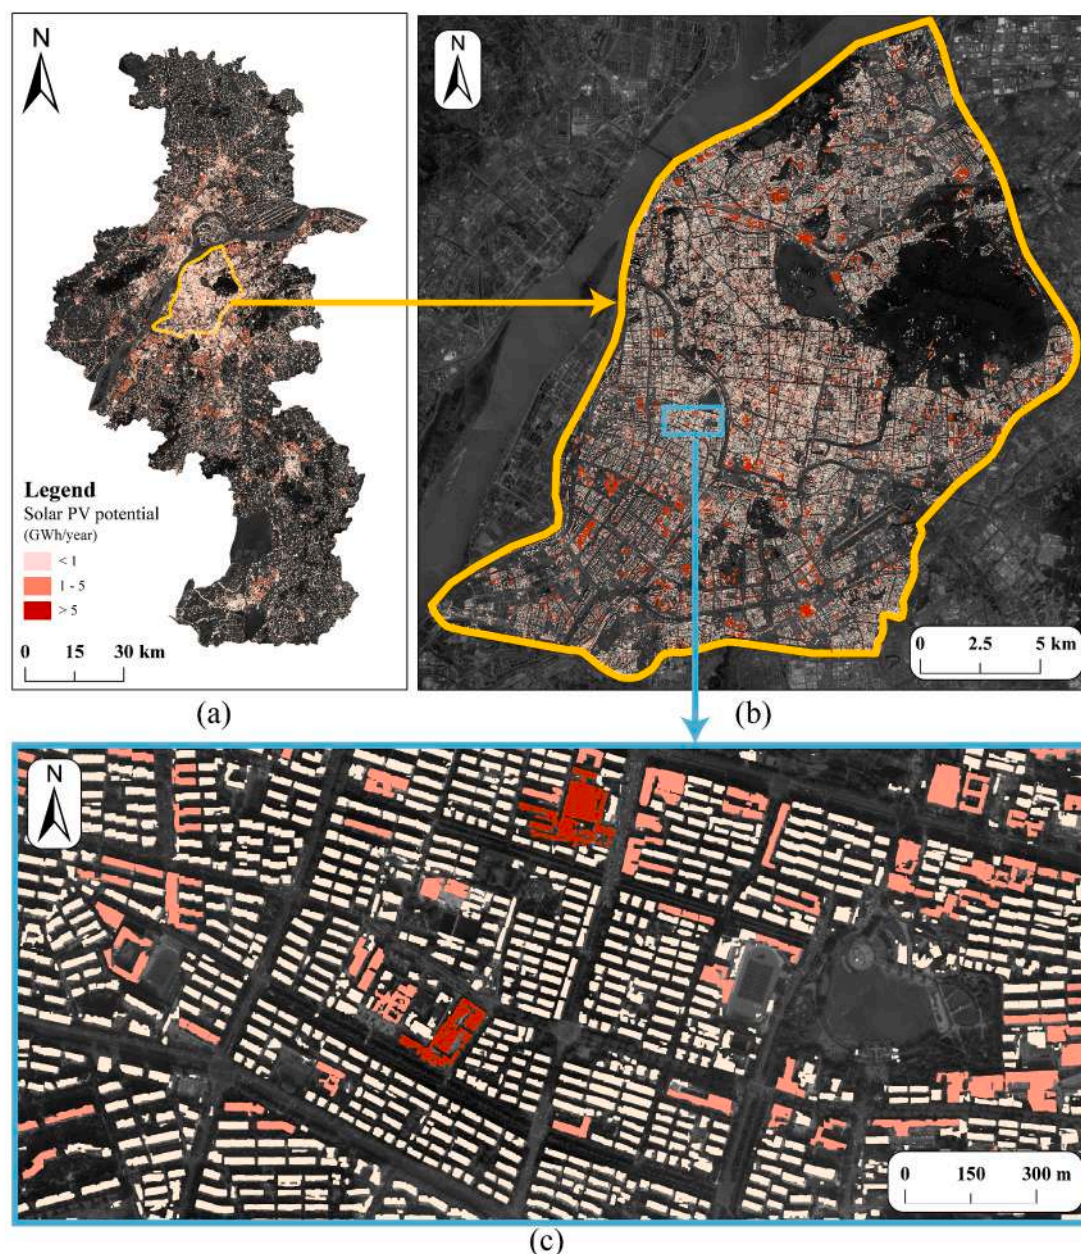 N
N
Legend
Solar PV potential
(GWh/year)
< 1
1 - 5
> 5
0 15 30 km
0 2.5 5 km
(a)
(b)
N
0 150 300 m
(c)